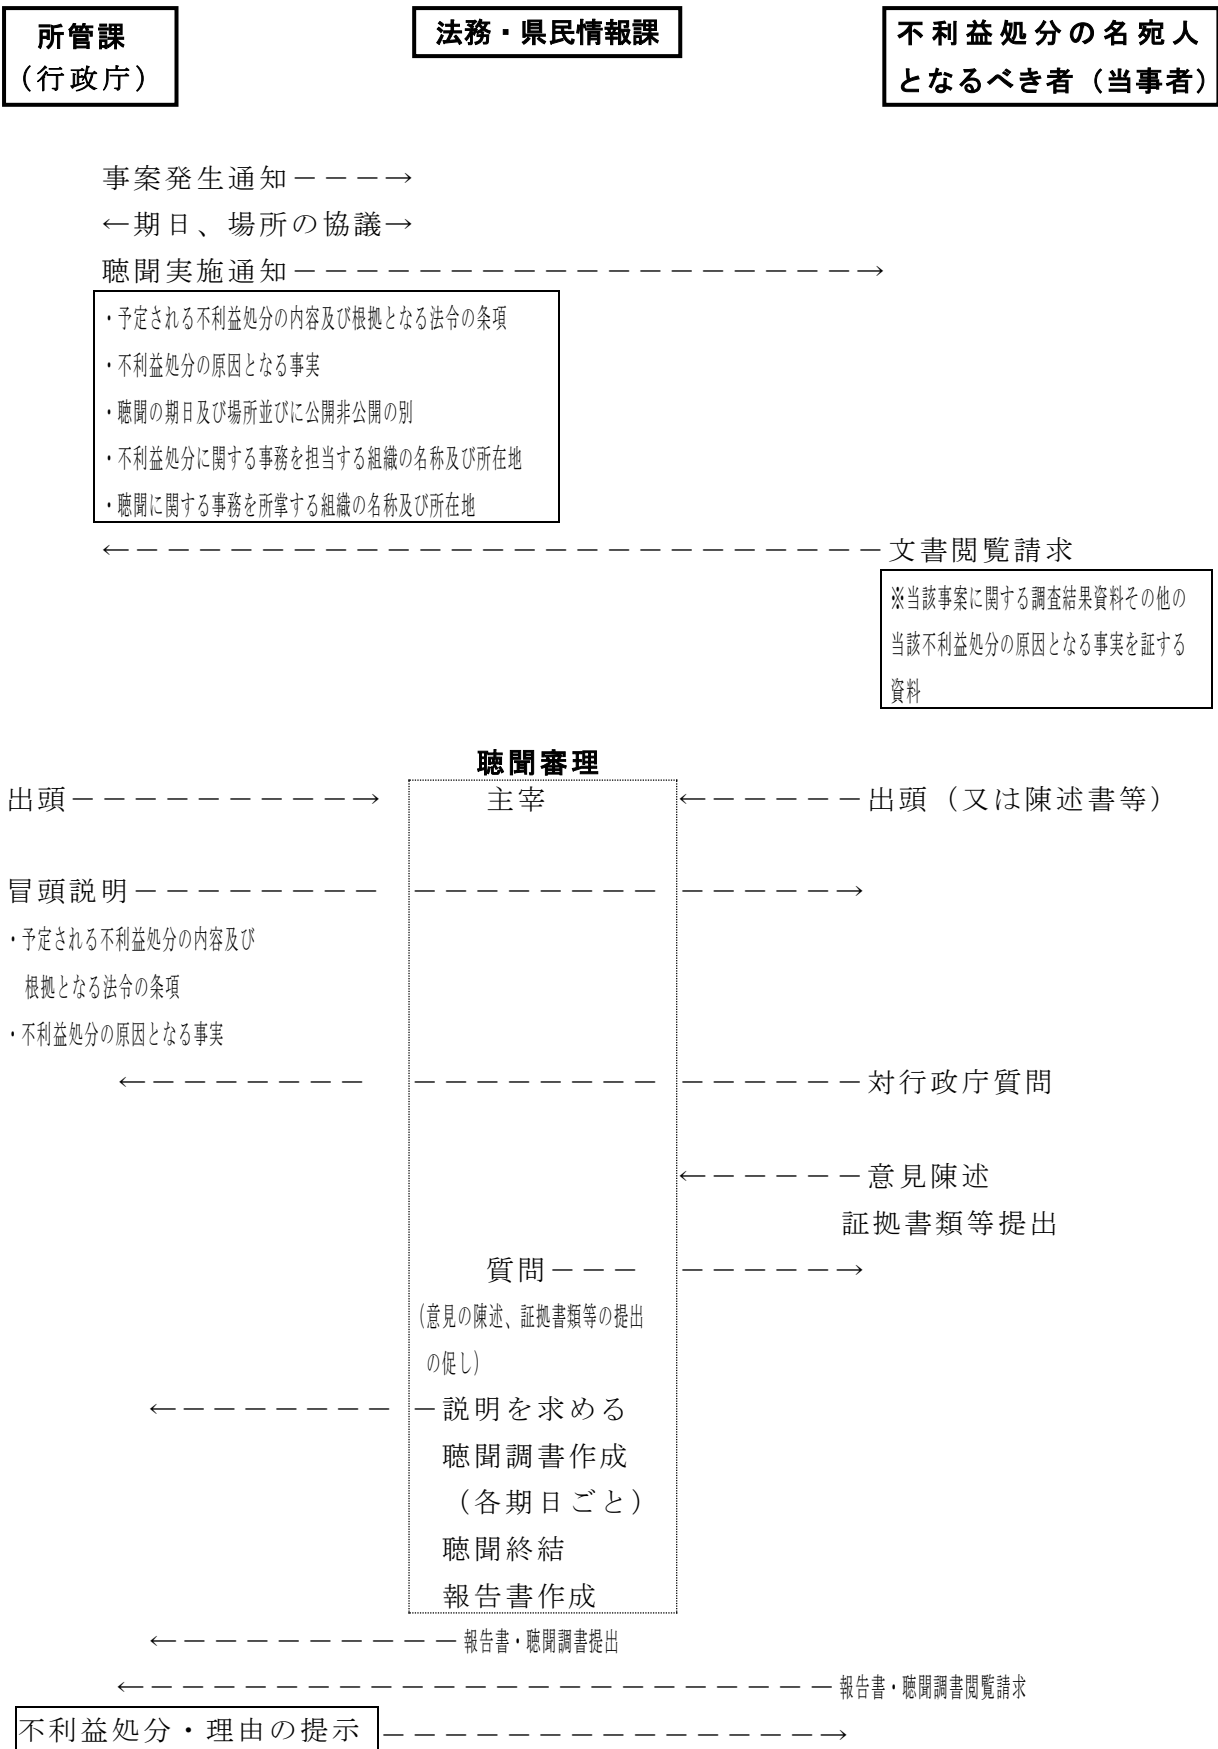 所管課
（行政庁）
法務・県民情報課
不利益処分の名宛人
となるべき者（当事者）
事案発生通知－－－→
←期日、場所の協議→
聴聞実施通知－－－－－－－－－－－－－－－－－－→
・予定される不利益処分の内容及び根拠となる法令の条項
・不利益処分の原因となる事実
・聴聞の期日及び場所並びに公開非公開の別
・不利益処分に関する事務を担当する組織の名称及び所在地
・聴聞に関する事務を所掌する組織の名称及び所在地
←－－－－－－－－－－－－－－－－－－－－－－－－文書閲覧請求
※当該事案に関する調査結果資料その他の
当該不利益処分の原因となる事実を証する
資料
聴聞審理
出頭－－－－－－－－－→　主宰　←－－－－－出頭（又は陳述書等）
冒頭説明－－－－－－－－　－－－－－－－－　－－－－－→
・予定される不利益処分の内容及び
根拠となる法令の条項
・不利益処分の原因となる事実
←－－－－－－－　－－－－－－－－　－－－－－－対行政庁質問
←－－－－－意見陳述
証拠書類等提出
質問－－－　－－－－－→
(意見の陳述、証拠書類等の提出
の促し)
←－－－－－－－　－説明を求める
聴聞調書作成
（各期日ごと）
聴聞終結
報告書作成
←－－－－－－－－－報告書・聴聞調書提出
←－－－－－－－－－－－－－－－－－－－－－－報告書・聴聞調書閲覧請求
不利益処分・理由の提示－－－－－－－－－－－－－－→